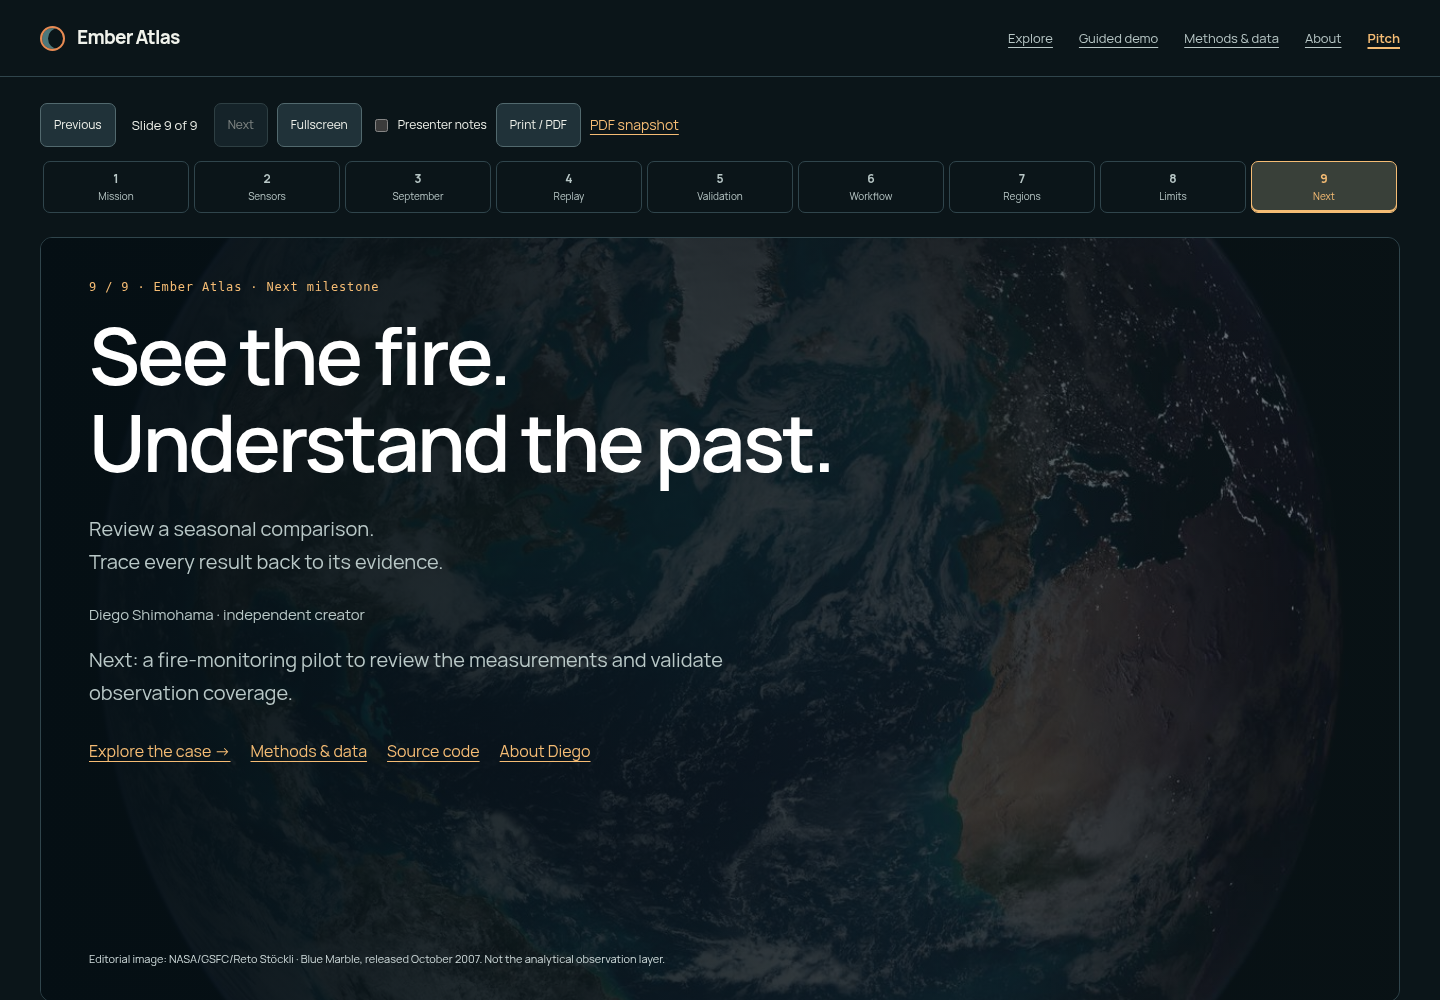 Ember Atlas
Explore
Guided demo
Methods & data
About
Pitch
Previous
Slide 9 of 9
Next
Fullscreen
Presenter notes
Print / PDF
PDF snapshot
1
Mission
2
Sensors
3
September
4
Replay
5
Validation
6
Workflow
7
Regions
8
Limits
9
Next
9 / 9 · Ember Atlas · Next milestone
See the fire.
Understand the past.
Review a seasonal comparison.
Trace every result back to its evidence.
Diego Shimohama · independent creator
Next: a fire-monitoring pilot to review the measurements and validate
observation coverage.
Explore the case →
Methods & data
Source code
About Diego
Editorial image: NASA/GSFC/Reto Stöckli · Blue Marble, released October 2007. Not the analytical observation layer.